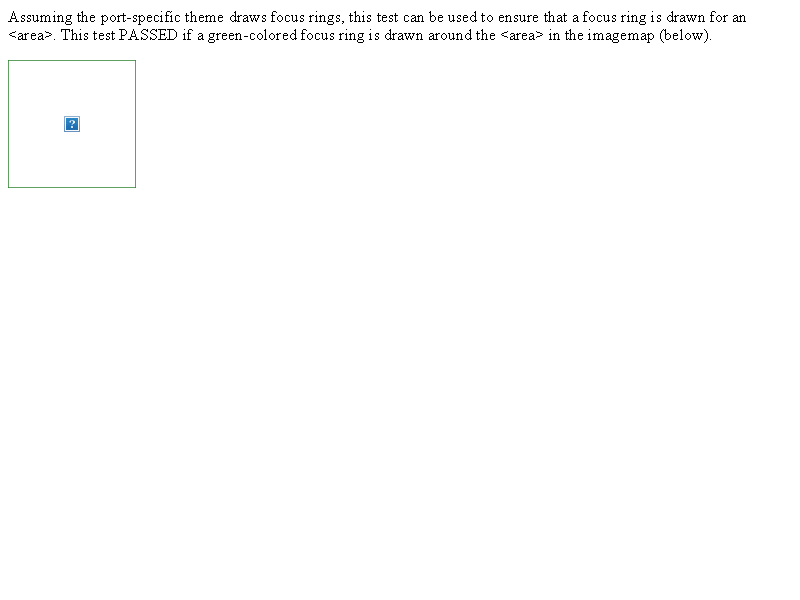 Assuming the port-specific theme draws focus rings, this test can be used to ensure that a focus ring is drawn for an
<area>. This test PASSED if a green-colored focus ring is drawn around the <area> in the imagemap (below).
?